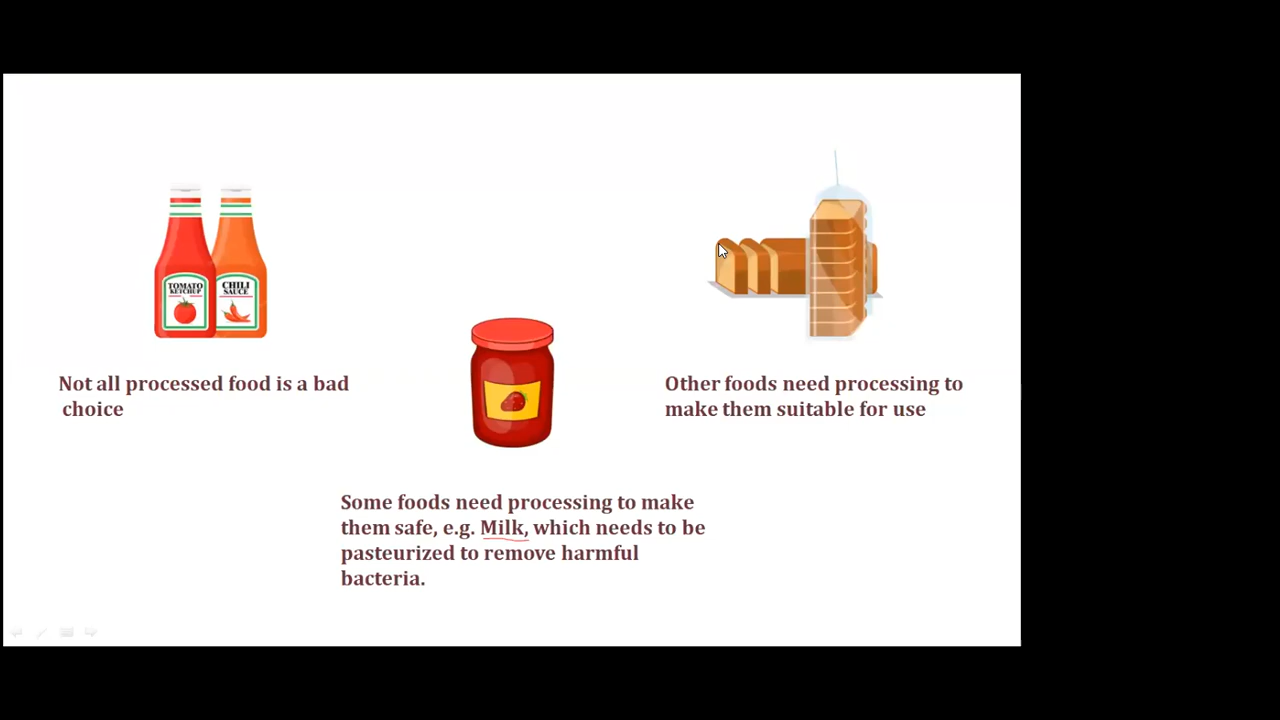 TOMATO
KETCHUP
CHILI
SAUCE
Not all processed food is a bad
choice
Some foods need processing to make
them safe, e.g. Milk, which needs to be
pasteurized to remove harmful
bacteria.
Other foods need processing to
make them suitable for use